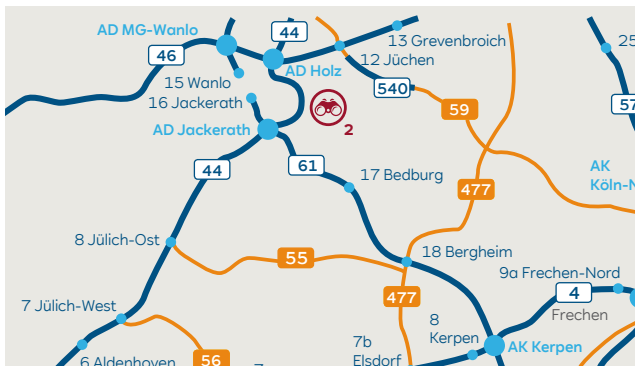 AD MG-Wanlo
44
13 Grevenbroich
25
46
AD Holz
12 Jüchen
15 Wanlo
16 Jackerath
540
59
57
2
AD Jackerath
61
44
17 Bedburg
477
AK
Köln-N
8 Jülich-Ost
18 Bergheim
55
9a Frechen-Nord
4
477
Frechen
7 Jülich-West
8
Kerpen
AK Kerpen
7b
Elsdorf
56
6 Aldenhoven